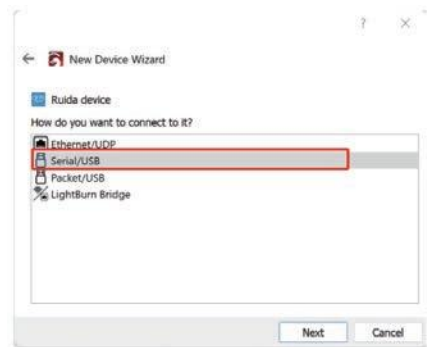 New Device Wizard
Ruida device
How do you want to connect to it?
Ethernet/UDP
Serial/USB
Packet/USB
LightBurn Bridge
Next Cancel